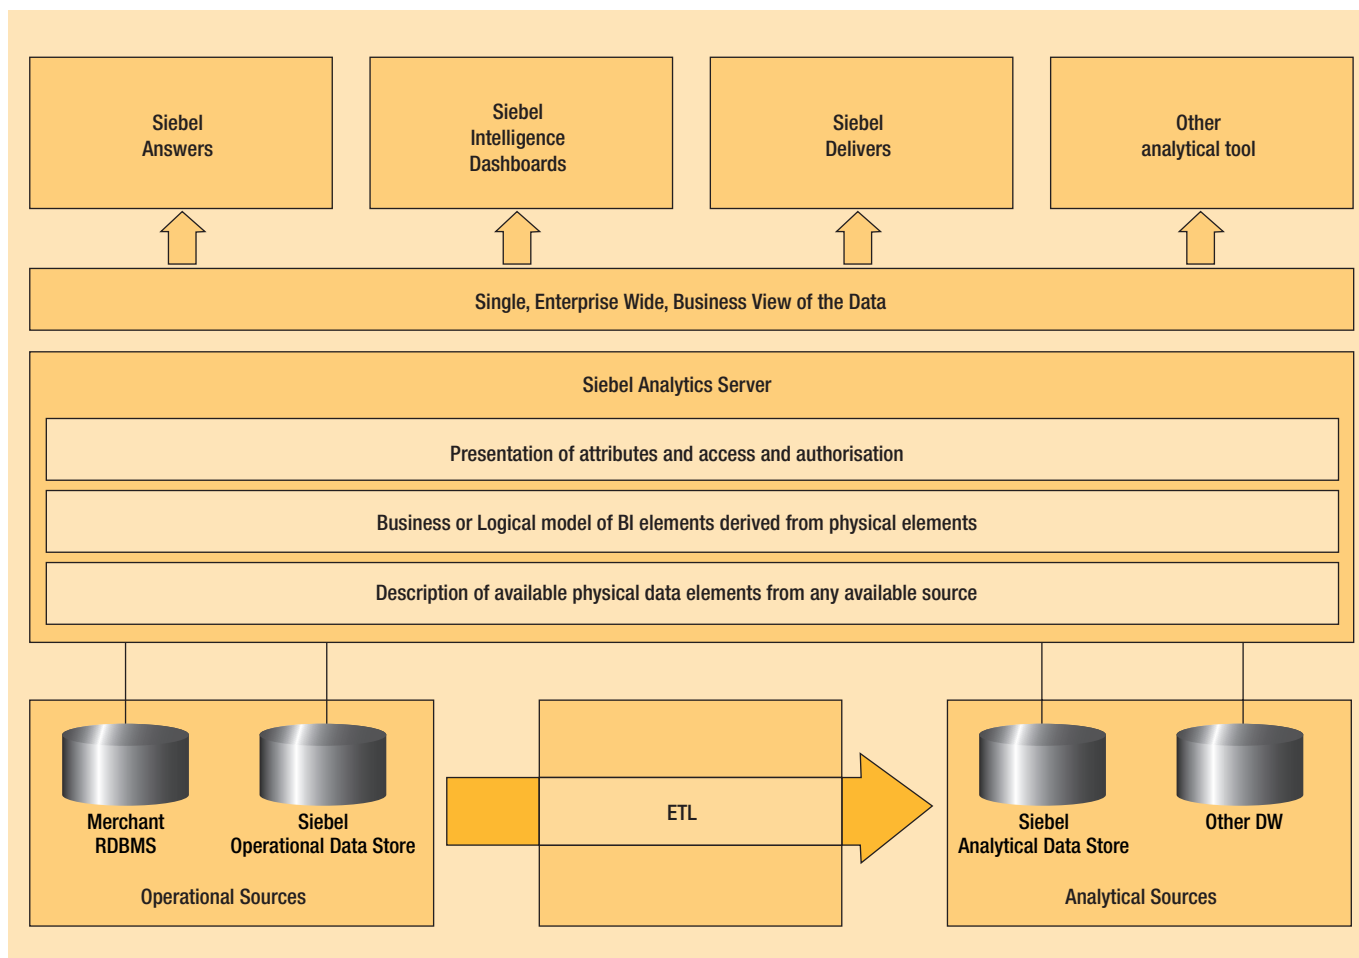 Siebel
Answers
Siebel
Intelligence
Dashboards
Siebel
Delivers
Other
analytical tool
Single, Enterprise Wide, Business View of the Data
Siebel Analytics Server
Presentation of attributes and access and authorisation
Business or Logical model of BI elements derived from physical elements
Description of available physical data elements from any available source
Merchant
RDBMS
Siebel
Operational Data Store
Operational Sources
ETL
Siebel
Analytical Data Store
Other DW
Analytical Sources